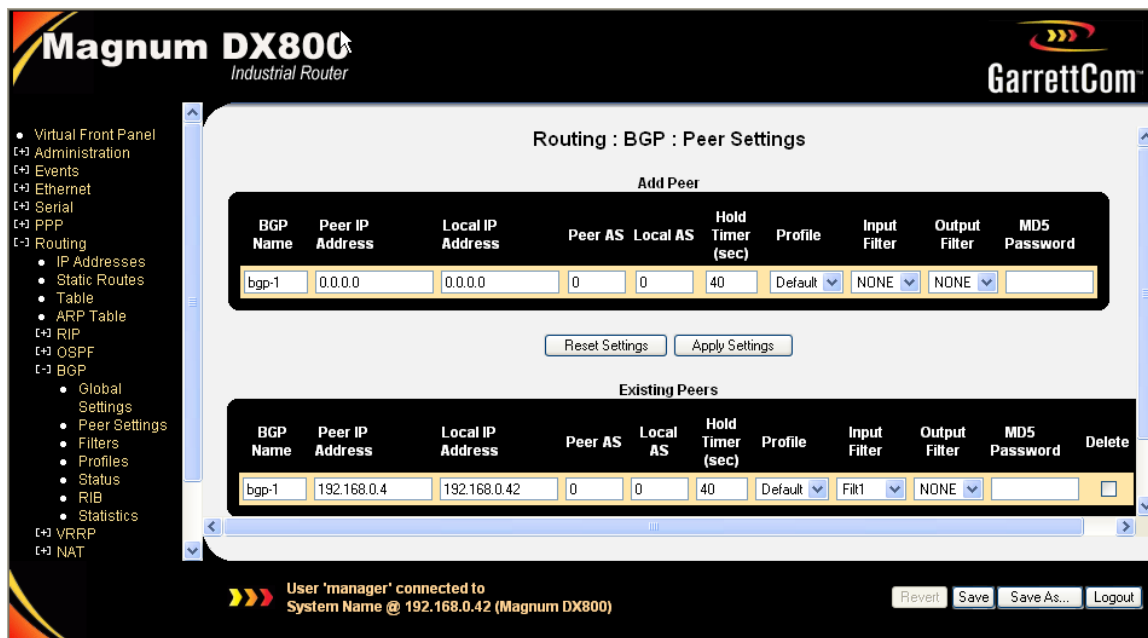 Magnum DX800
Industrial Router
GarrettCom™
Virtual Front Panel
[+] Administration
[+] Events
[+] Ethernet
[+] Serial
[+] PPP
[-] Routing
IP Addresses
Static Routes
Table
ARP Table
[+] RIP
[+] OSPF
[-] BGP
Global
Settings
Peer Settings
Filters
Profiles
Status
RIB
Statistics
[+] VRRP
[+] NAT
Routing : BGP : Peer Settings
Add Peer
BGP Name Peer IP Address Local IP Address Peer AS Local AS Hold Timer (sec) Profile Input Filter Output Filter MD5 Password
bgp-1 0.0.0.0 0.0.0.0 0 0 40 Default NONE NONE
Reset Settings Apply Settings
Existing Peers
BGP Name Peer IP Address Local IP Address Peer AS Local AS Hold Timer (sec) Profile Input Filter Output Filter MD5 Password Delete
bgp-1 192.168.0.4 192.168.0.42 0 0 40 Default Filt1 NONE
User 'manager' connected to
System Name @ 192.168.0.42 (Magnum DX800)
Revert Save Save As... Logout